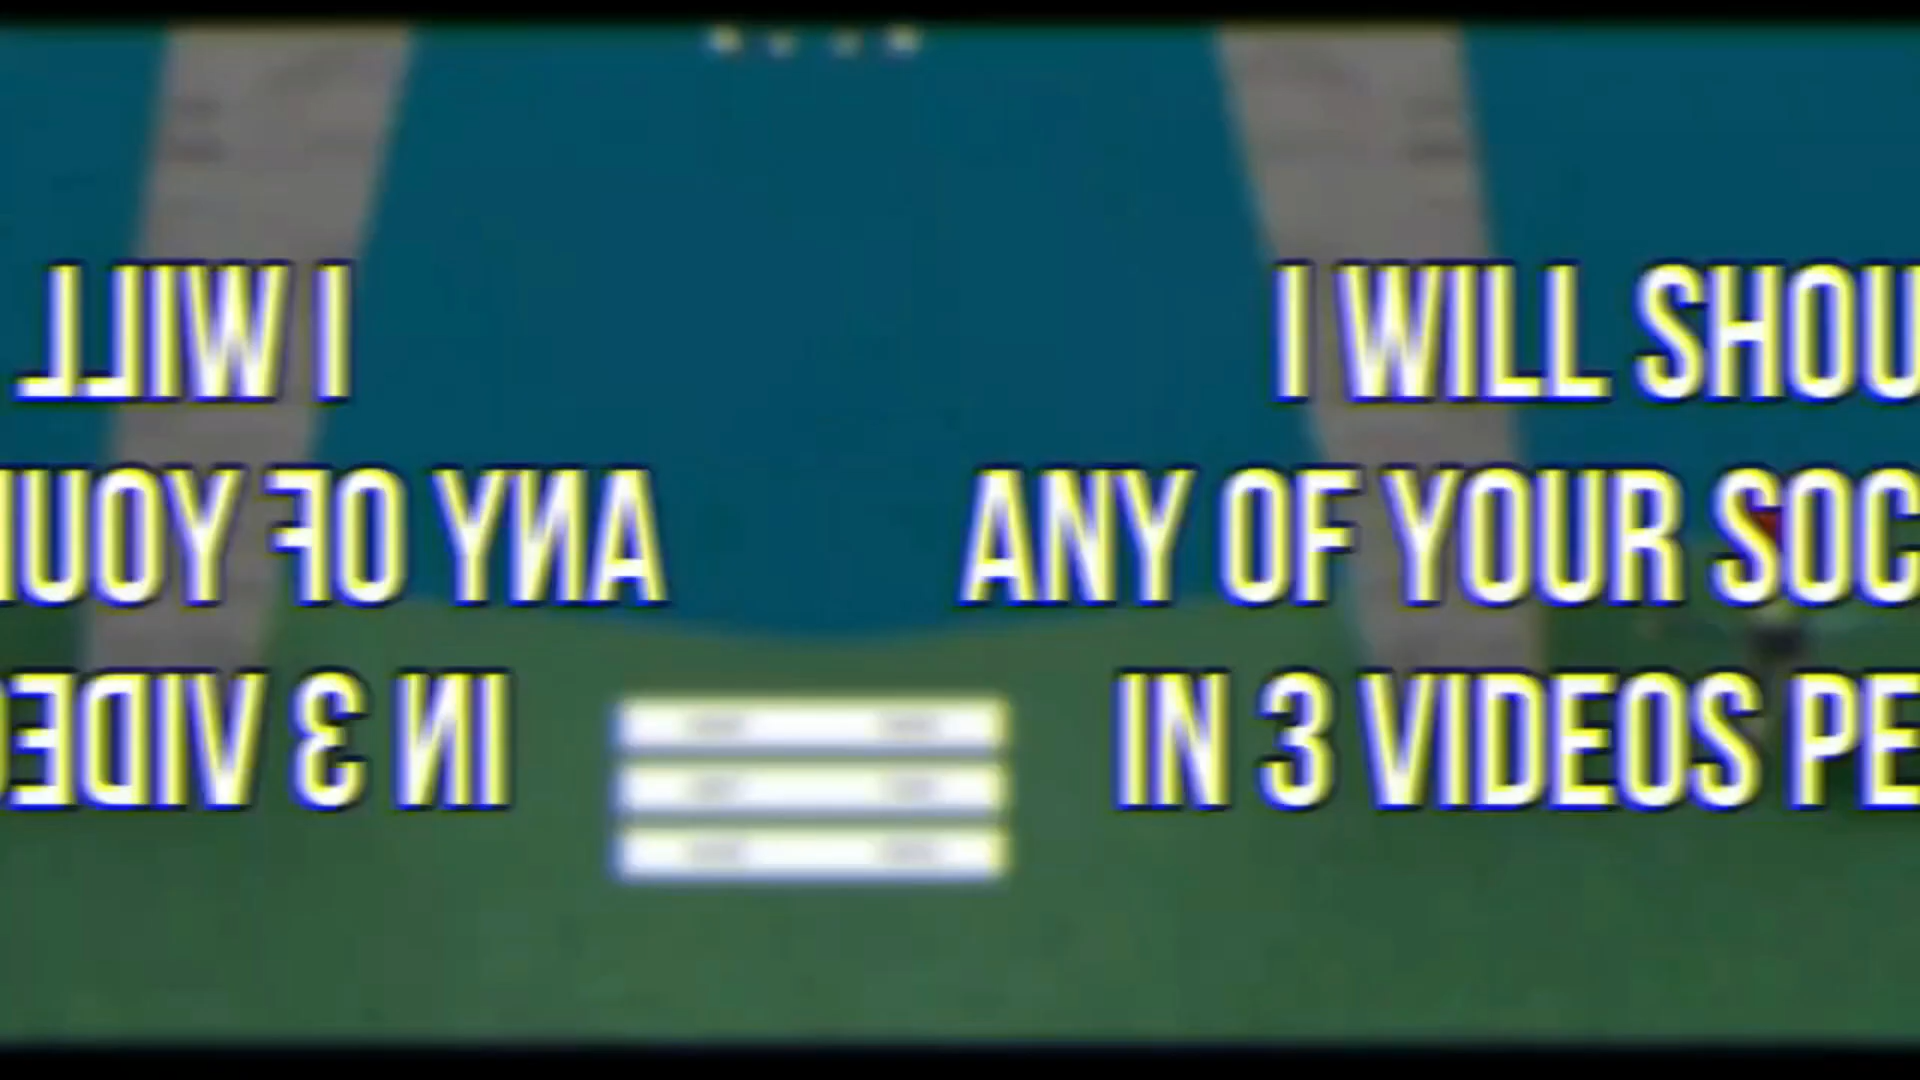 I WILL I WILL SHOU
ANY OF YOU ANY OF YOUR SOC
IN 3 VIDE IN 3 VIDEOS PE